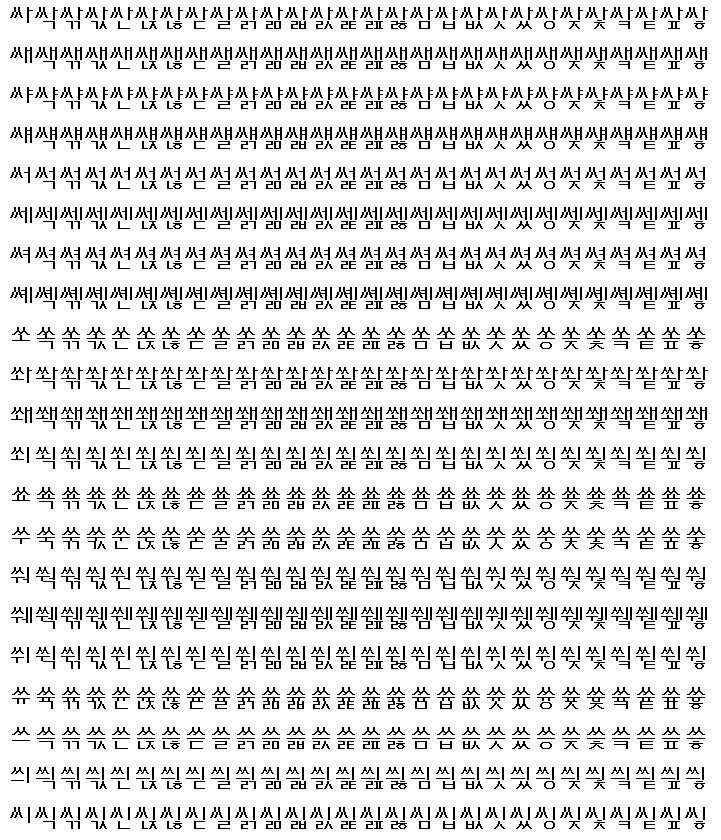 싸싹싺싻싼싽싾싿쌀쌁쌂쌃쌄쌅쌆쌇쌈쌉쌊쌋쌌쌍쌎쌏쌐쌑쌒쌓
쌔쌕쌖쌗쌘쌙쌚쌛쌜쌝쌞쌟쌠쌡쌢쌣쌤쌥쌦쌧쌨쌩쌪쌫쌬쌭쌮쌯
쌰쌱쌲쌳쌴쌵쌶쌷쌸쌹쌺쌻쌼쌽쌾쌿썀썁썂썃썄썅썆썇썈썉썊썋
썌썍썎썏썐썑썒썓썔썕썖썗썘썙썚썛썜썝썞썟썠썡썢썣썤썥썦썧
써썩썪썫썬썭썮썯썰썱썲썳썴썵썶썷썸썹썺썻썼썽썾썿쎀쎁쎂쎃
쎄쎅쎆쎇쎈쎉쎊쎋쎌쎍쎎쎏쎐쎑쎒쎓쎔쎕쎖쎗쎘쎙쎚쎛쎜쎝쎞쎟
쎠쎡쎢쎣쎤쎥쎦쎧쎨쎩쎪쎫쎬쎭쎮쎯쎰쎱쎲쎳쎴쎵쎶쎷쎸쎹쎺쎻
쎼쎽쎾쎿쏀쏁쏂쏃쏄쏅쏆쏇쏈쏉쏊쏋쏌쏍쏎쏏쏐쏑쏒쏓쏔쏕쏖쏗
쏘쏙쏚쏛쏜쏝쏞쏟쏠쏡쏢쏣쏤쏥쏦쏧쏨쏩쏪쏫쏬쏭쏮쏯쏰쏱쏲쏳
쏴쏵쏶쏷쏸쏹쏺쏻쏼쏽쏾쏿쐀쐁쐂쐃쐄쐅쐆쐇쐈쐉쐊쐋쐌쐍쐎쐏
쐐쐑쐒쐓쐔쐕쐖쐗쐘쐙쐚쐛쐜쐝쐞쐟쐠쐡쐢쐣쐤쐥쐦쐧쐨쐩쐪쐫
쐬쐭쐮쐯쐰쐱쐲쐳쐴쐵쐶쐷쐸쐹쐺쐻쐼쐽쐾쐿쑀쑁쑂쑃쑄쑅쑆쑇
쑈쑉쑊쑋쑌쑍쑎쑏쑐쑑쑒쑓쑔쑕쑖쑗쑘쑙쑚쑛쑜쑝쑞쑟쑠쑡쑢쑣
쑤쑥쑦쑧쑨쑩쑪쑫쑬쑭쑮쑯쑰쑱쑲쑳쑴쑵쑶쑷쑸쑹쑺쑻쑼쑽쑾쑿
쒀쒁쒂쒃쒄쒅쒆쒇쒈쒉쒊쒋쒌쒍쒎쒏쒐쒑쒒쒓쒔쒕쒖쒗쒘쒙쒚쒛
쒜쒝쒞쒟쒠쒡쒢쒣쒤쒥쒦쒧쒨쒩쒪쒫쒬쒭쒮쒯쒰쒱쒲쒳쒴쒵쒶쒷
쒸쒹쒺쒻쒼쒽쒾쒿쓀쓁쓂쓃쓄쓅쓆쓇쓈쓉쓊쓋쓌쓍쓎쓏쓐쓑쓒쓓
쓔쓕쓖쓗쓘쓙쓚쓛쓜쓝쓞쓟쓠쓡쓢쓣쓤쓥쓦쓧쓨쓩쓪쓫쓬쓭쓮쓯
쓰쓱쓲쓳쓴쓵쓶쓷쓸쓹쓺쓻쓼쓽쓾쓿씀씁씂씃씄씅씆씇씈씉씊씋
씌씍씎씏씐씑씒씓씔씕씖씗씘씙씚씛씜씝씞씟씠씡씢씣씤씥씦씧
씨씩씪씫씬씭씮씯씰씱씲씳씴씵씶씷씸씹씺씻씼씽씾씿앀앁앂앃